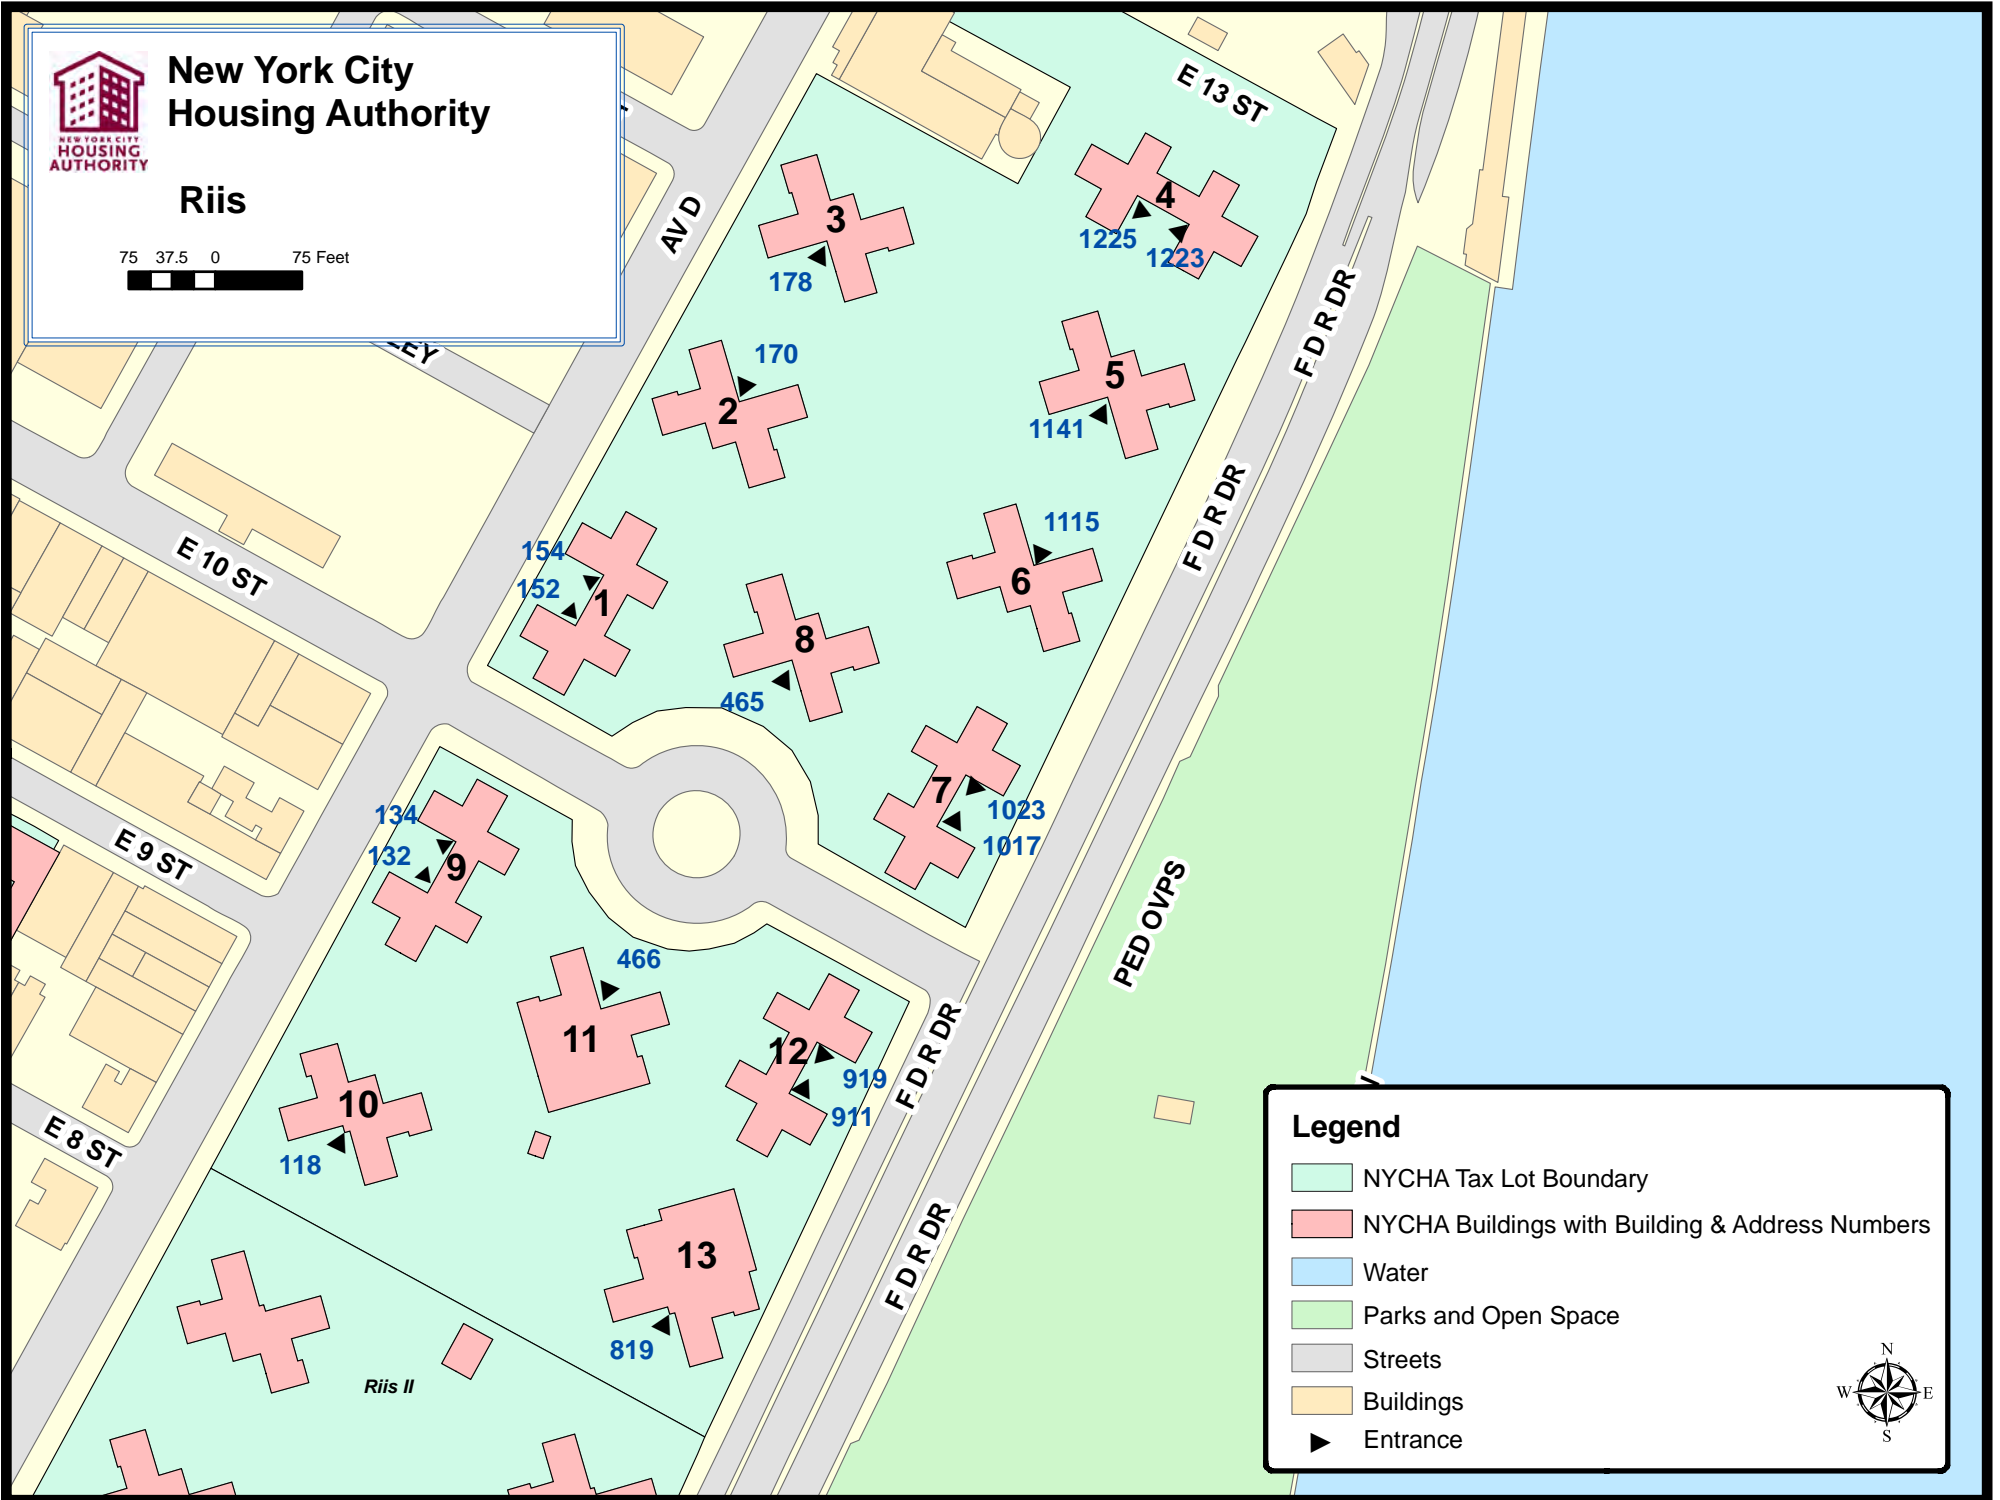 New York City
Housing Authority
NEW YORK CITY
HOUSING
AUTHORITY
Riis
75 37.5 0 75 Feet
E 13 ST
AV D
3
178
4
1225
1223
F D R DR
170
2
5
1141
LEY
F D R DR
E 10 ST
154
152
1
1115
6
8
465
7
1023
1017
134
132
9
E 9 ST
PED OVPS
466
11
12
919
911
F D R DR
10
118
E 8 ST
13
819
F D R DR
Riis II
Legend
NYCHA Tax Lot Boundary
NYCHA Buildings with Building & Address Numbers
Water
Parks and Open Space
Streets
Buildings
Entrance
N
W E
S